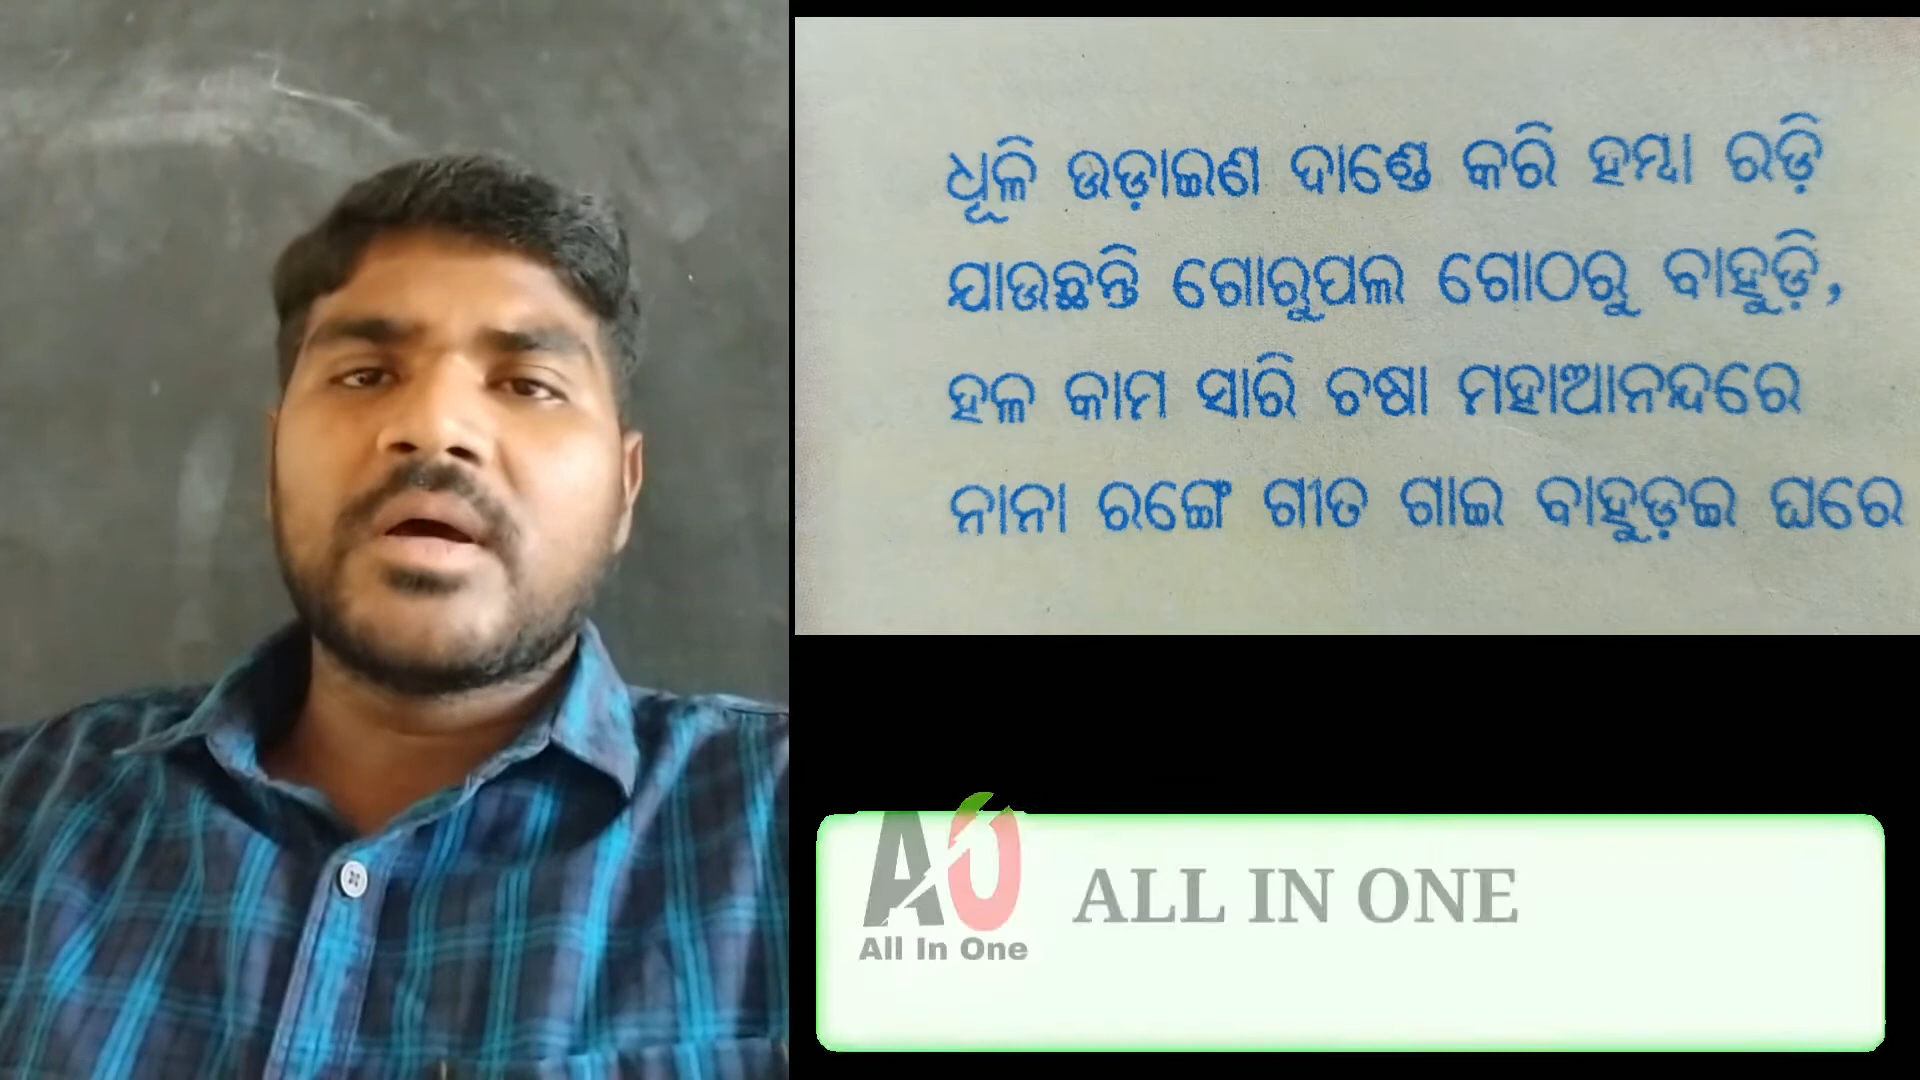 ଧୂଳି ଉଡ଼ାଇଣ ଦାଣ୍ଡେ କରି ହମ୍ବା ରଡ଼ି
ଯାଉଛନ୍ତି ଗୋରୁପଲ ଗୋଠରୁ ବାହୁଡ଼ି,
ହଳ କାମ ସାରି ଚଷା ମହାଆନନ୍ଦରେ
ନାନା ରଙ୍ଗେ ଗୀତ ଗାଇ ବାହୁଡ଼ଇ ଘରେ
AO
All In One
ALL IN ONE